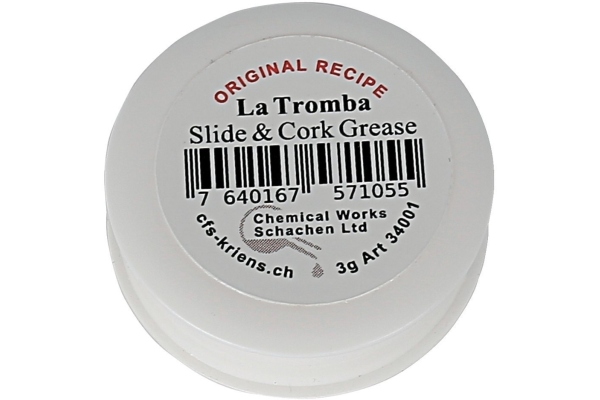 ORIGINAL RECIPE
La Tromba
Slide & Cork Grease
7 640167 571055
Chemical Works
Schachen Ltd
cfs-kriens.ch
3g Art 34001